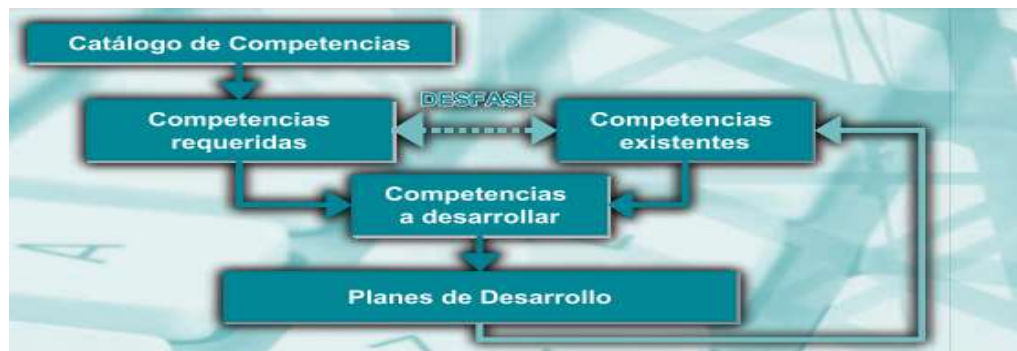 Catálogo de Competencias
DESFASE
Competencias
requeridas
Competencias
existentes
Competencias
a desarrollar
Planes de Desarrollo
A